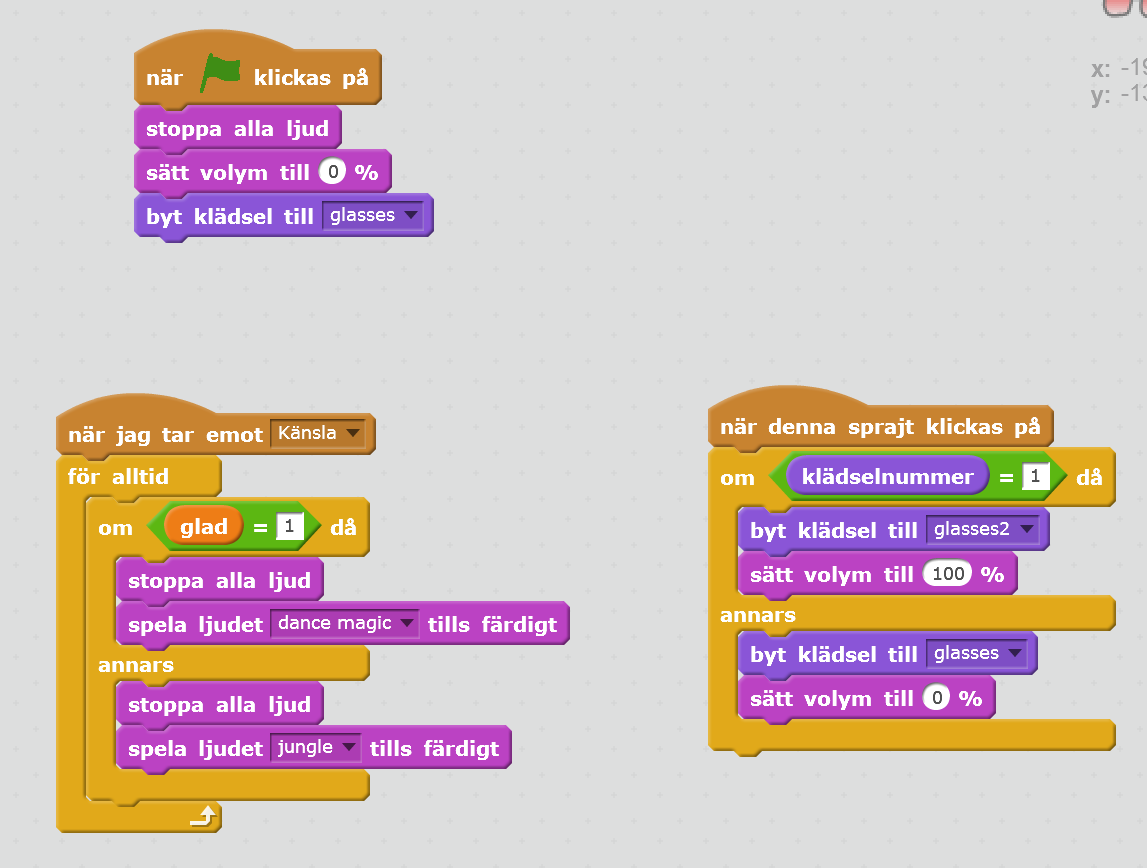 när klickas på
stoppa alla ljud
sätt volym till 0 %
byt klädsel till glasses
x: -19
y: -13
när jag tar emot Känsla
för alltid
om glad = 1 då
stoppa alla ljud
spela ljudet dance magic tills färdigt
annars
stoppa alla ljud
spela ljudet jungle tills färdigt
när denna sprajt klickas på
om klädselnummer = 1 då
byt klädsel till glasses2
sätt volym till 100 %
annars
byt klädsel till glasses
sätt volym till 0 %